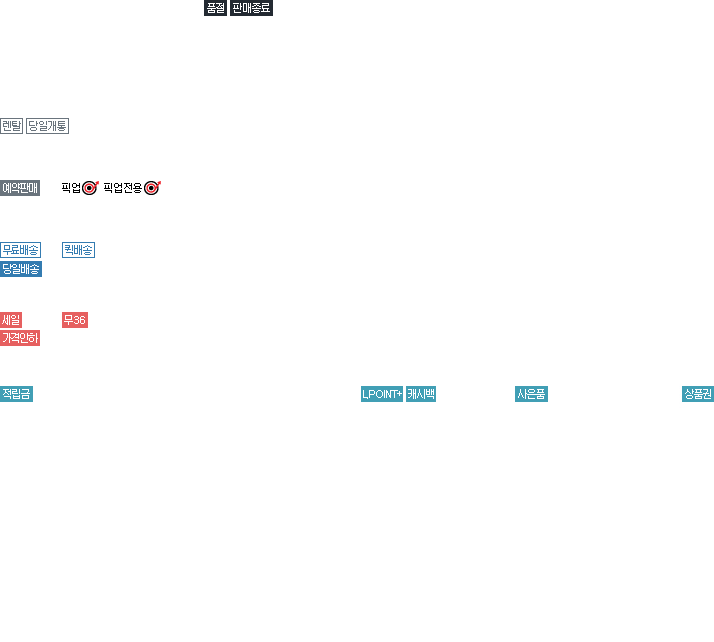 품절 판매종료
렌탈 당일개통
예약판매 픽업 픽업전용
무료배송 퀵배송
당일배송
세일 무36
가격인하
적립금 L.POINT+ 캐시백 사은품 상품권